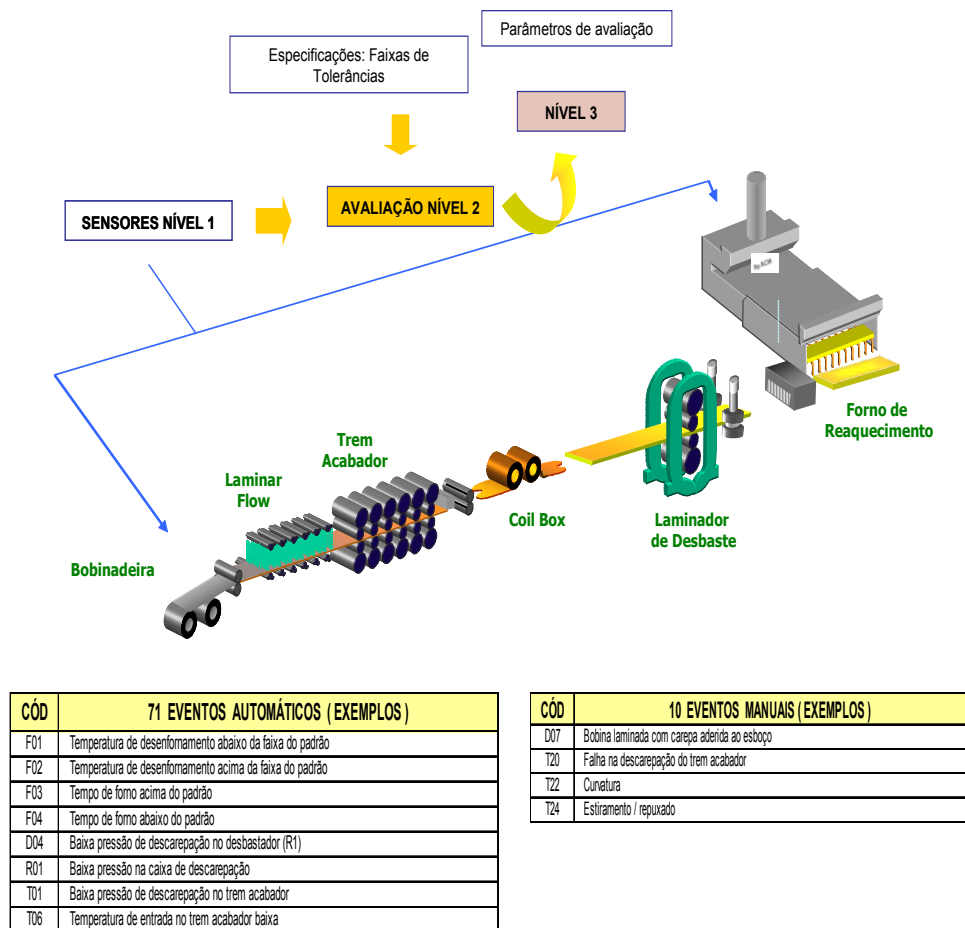 Parâmetros de avaliação
Especificações: Faixas de
Tolerâncias
NÍVEL 3
SENSORES NÍVEL 1
AVALIAÇÃO NÍVEL 2
Forno de
Reaquecimento
Trem
Acabador
Laminar
Flow
Coil Box
Laminador
de Desbaste
Bobinadeira
CÓD 71 EVENTOS AUTOMÁTICOS ( EXEMPLOS )
F01 Temperatura de desenfornamento abaixo da faixa do padrão
F02 Temperatura de desenfornamento acima da faixa do padrão
F03 Tempo de forno acima do padrão
F04 Tempo de forno abaixo do padrão
D04 Baixa pressão de descarepação no desbastador (R1)
R01 Baixa pressão na caixa de descarepação
T01 Baixa pressão de descarepação no trem acabador
T06 Temperatura de entrada no trem acabador baixa
CÓD 10 EVENTOS MANUAIS ( EXEMPLOS )
D07 Bobina laminada com carepa aderida ao esboço
T20 Falha na descarepação do trem acabador
T22 Curvatura
T24 Estiramento / repuxado